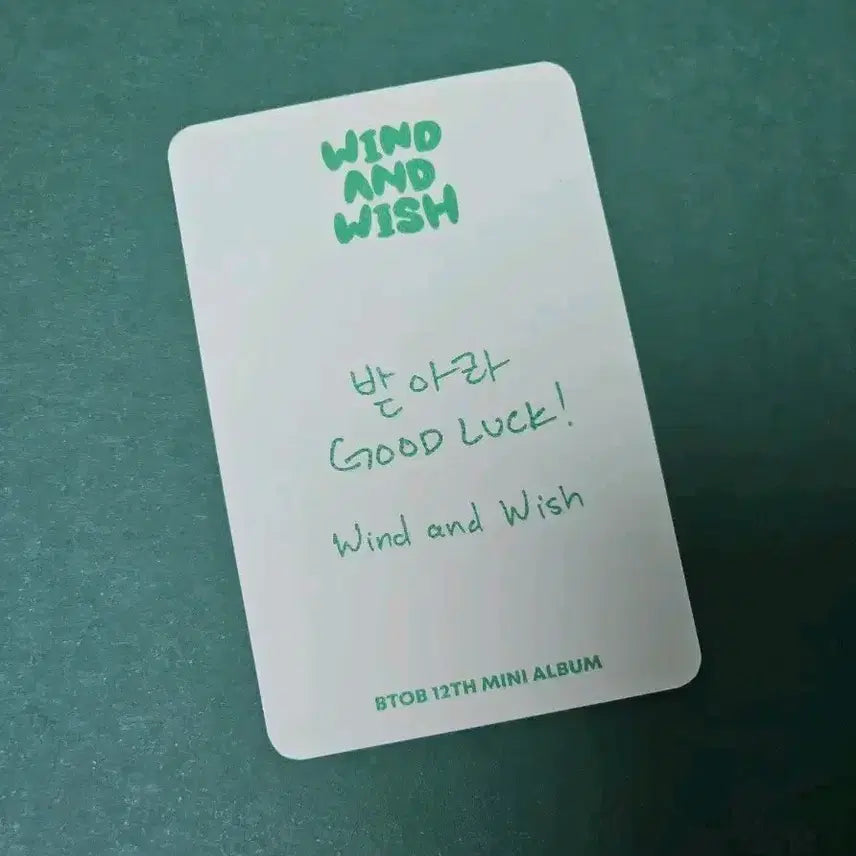 WIND
AND
WISH
받아라
GOOD LUCK!
Wind and Wish
BTOB 12TH MINI ALBUM